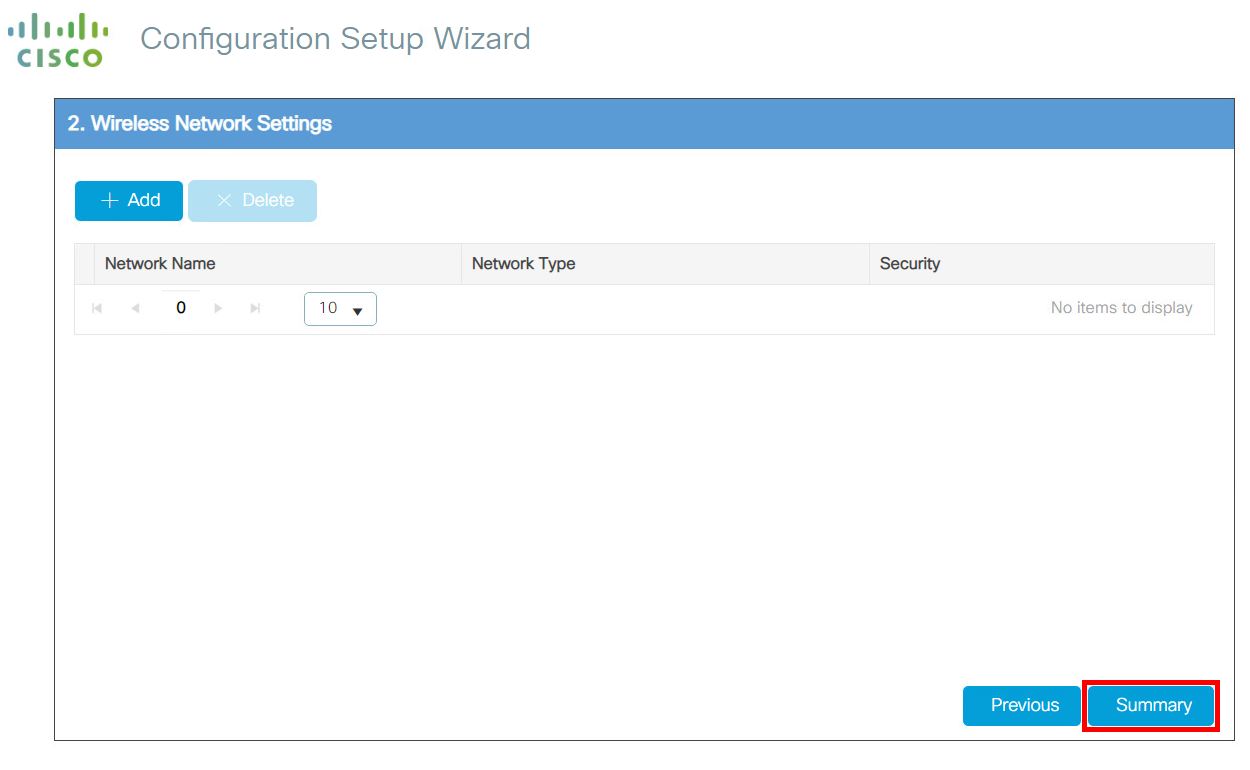 CISCO
Configuration Setup Wizard
2. Wireless Network Settings
Add Delete
Network Name Network Type Security
0 10 No items to display
Previous Summary